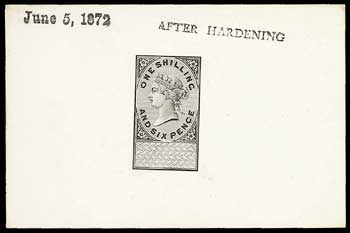 June 5, 1872
AFTER HARDENING
ONE SHILLING
AND SIX PENCE